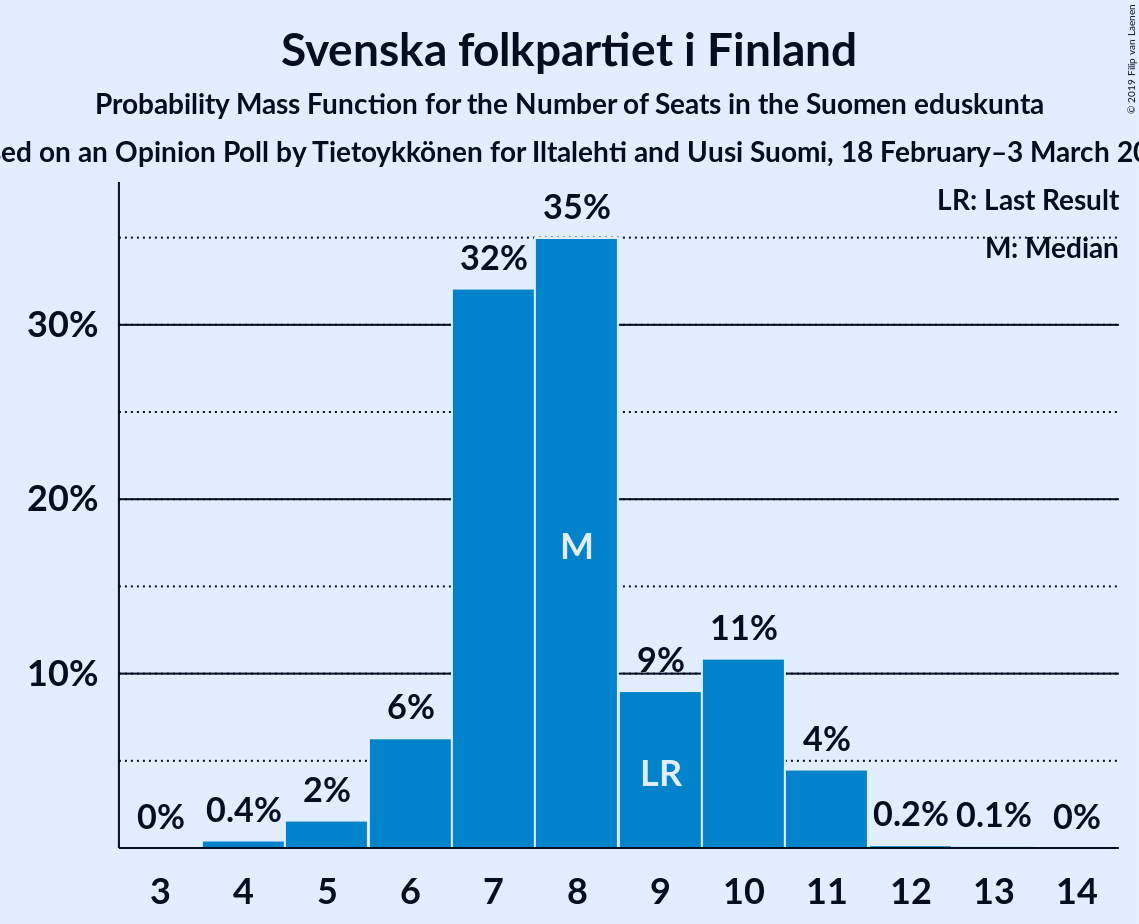 Svenska folkpartiet i Finland
Probability Mass Function for the Number of Seats in the Suomen eduskunta
on an Opinion Poll by Tietoykkönen for Iltalehti and Uusi Suomi, 18 February–3 March
© 2019 Filip van Laenen
LR: Last Result
M: Median
35%
32%
30%
20%
M
11%
10%
9%
6%
LR
4%
2%
0%
0.4%
0.2%
0.1%
0%
3 4 5 6 7 8 9 10 11 12 13 14